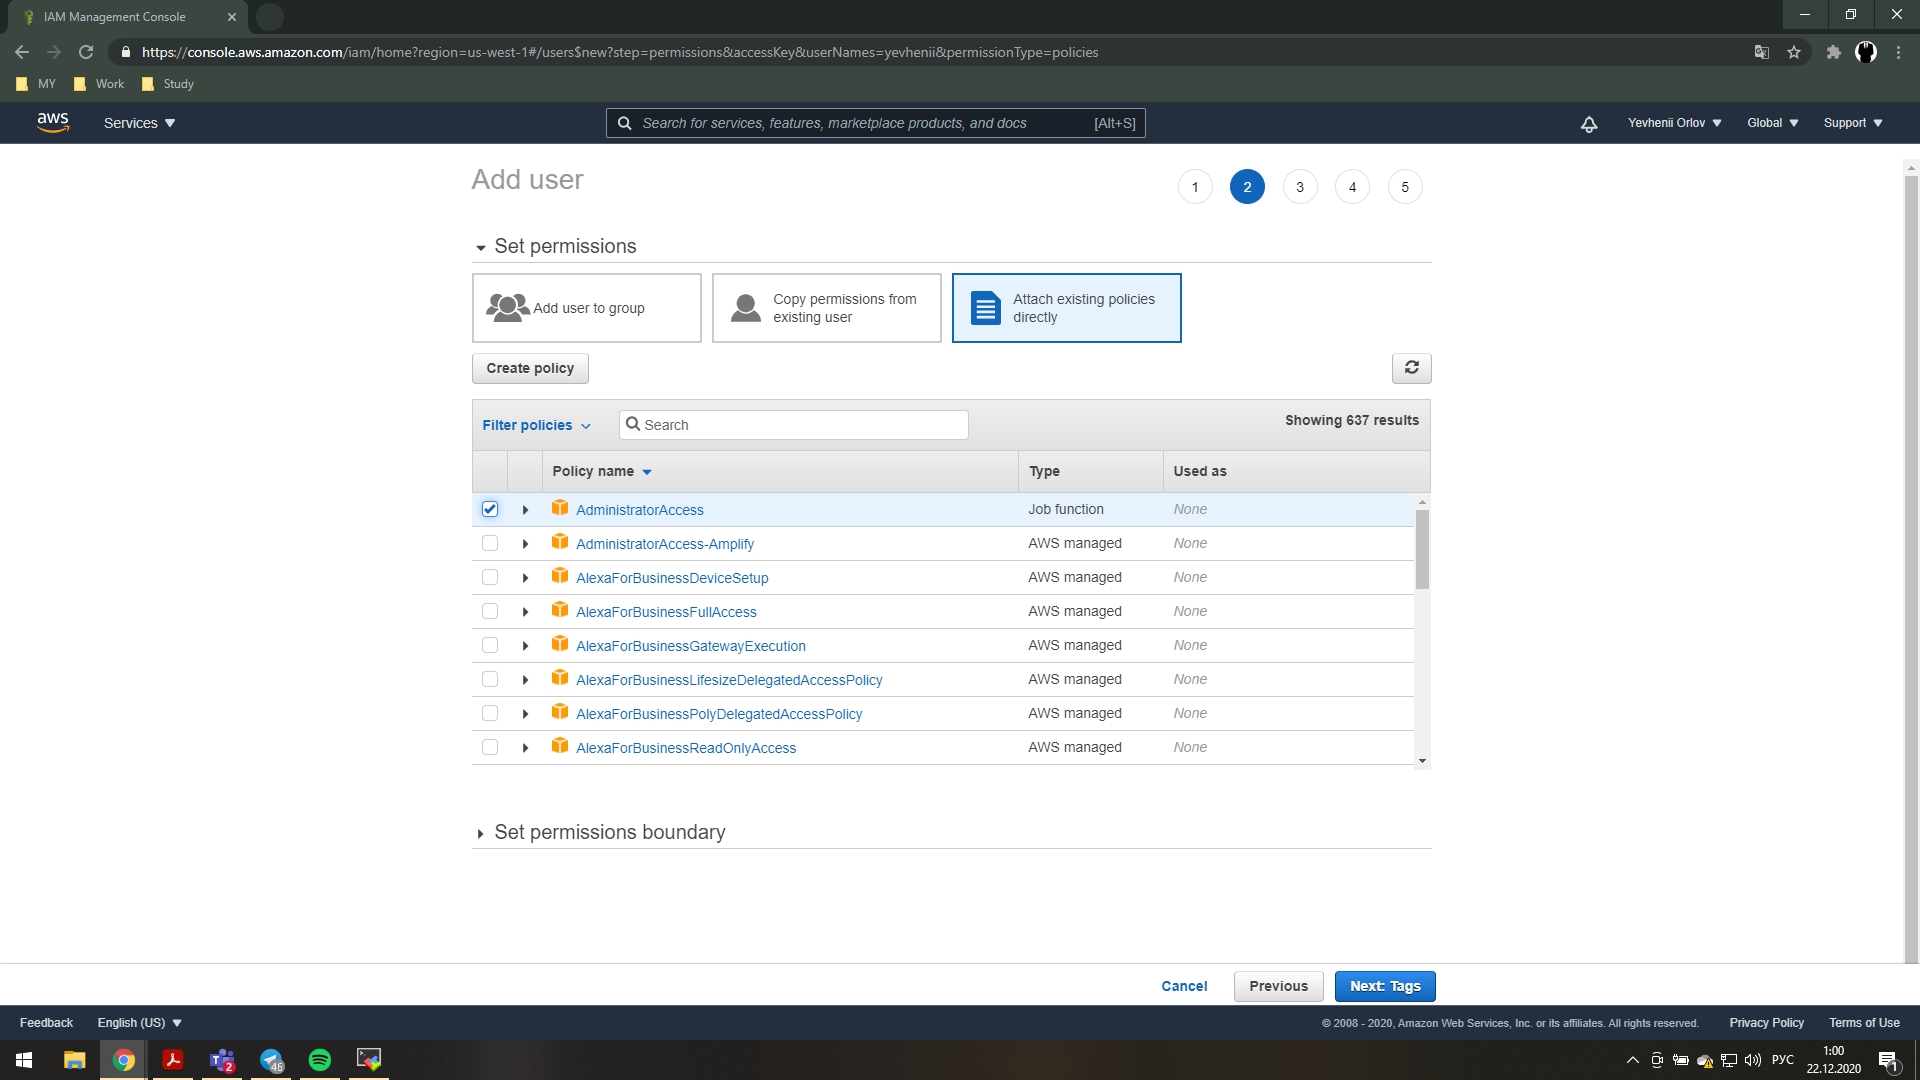 IAM Management Console
https://console.aws.amazon.com/iam/home?region=us-west-1#/users$new?step=permissions&accessKey&userNames=yevhenii&permissionType=policies
MY Work Study
aws Services Search for services, features, marketplace products, and docs [Alt+S] Yevhenii Orlov Global Support
Add user 1 2 3 4 5
Set permissions
Add user to group
Copy permissions from
existing user
Attach existing policies
directly
Create policy
Filter policies Search Showing 637 results
Policy name Type Used as
AdministratorAccess Job function None
AdministratorAccess-Amplify AWS managed None
AlexaForBusinessDeviceSetup AWS managed None
AlexaForBusinessFullAccess AWS managed None
AlexaForBusinessGatewayExecution AWS managed None
AlexaForBusinessLifesizeDelegatedAccessPolicy AWS managed None
AlexaForBusinessPolyDelegatedAccessPolicy AWS managed None
AlexaForBusinessReadOnlyAccess AWS managed None
Set permissions boundary
Cancel Previous Next: Tags
Feedback English (US) © 2008 - 2020, Amazon Web Services, Inc. or its affiliates. All rights reserved. Privacy Policy Terms of Use
2 46 РУС 1:00
22.12.2020 1